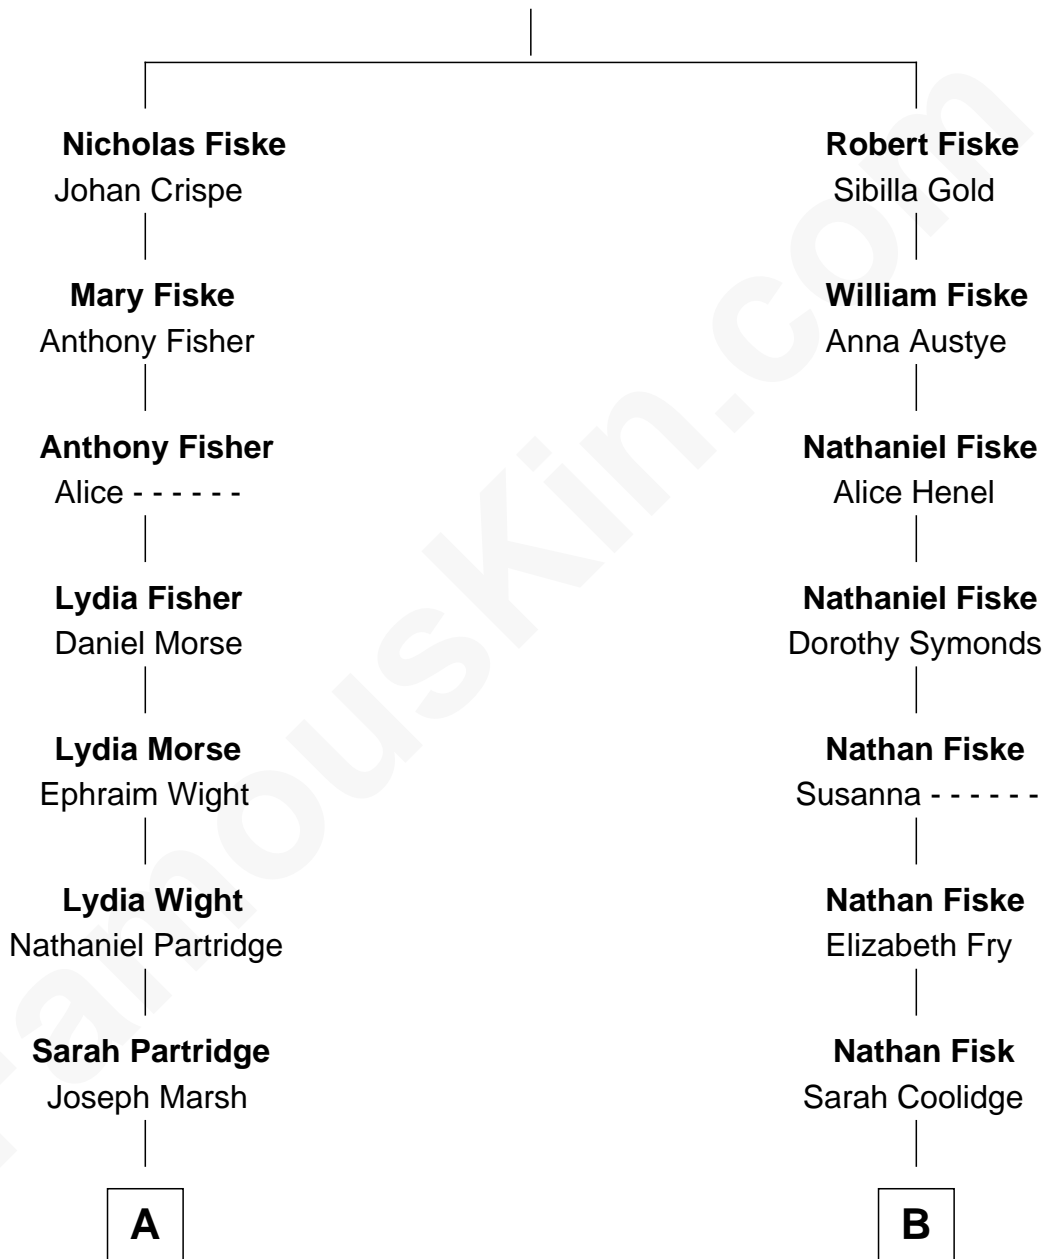 Nicholas Fiske
Johan Crispe
Mary Fiske
Anthony Fisher
Anthony Fisher
Alice - - - - - -
Lydia Fisher
Daniel Morse
Lydia Morse
Ephraim Wight
Lydia Wight
Nathaniel Partridge
Sarah Partridge
Joseph Marsh
A
Robert Fiske
Sibilla Gold
William Fiske
Anna Austye
Nathaniel Fiske
Alice Henel
Nathaniel Fiske
Dorothy Symonds
Nathan Fiske
Susanna - - - - - -
Nathan Fiske
Elizabeth Fry
Nathan Fisk
Sarah Coolidge
B
FamousKin.com